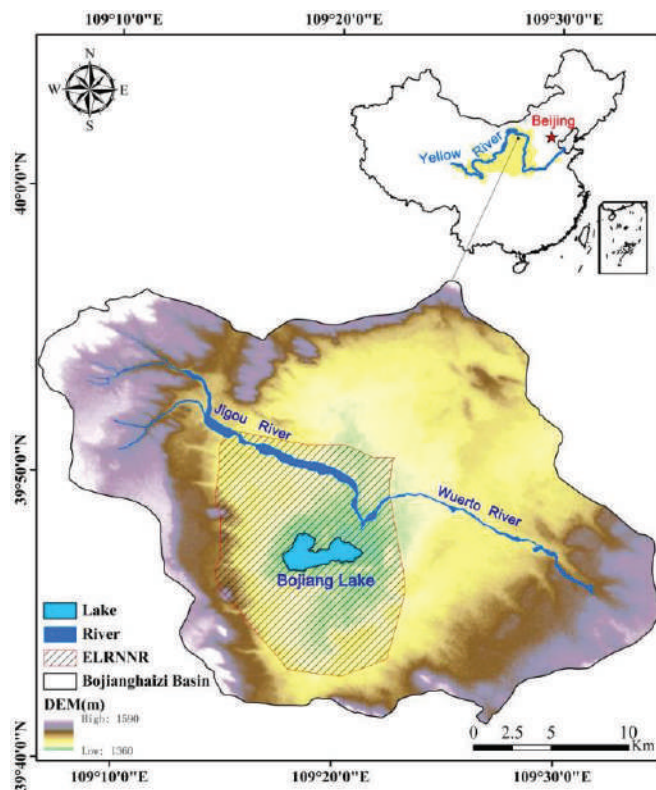 109°10'0"E
109°20'0"E
109°30'0"E
N
W
E
S
Beijing
Yellow River
40°0'0"N
Jigou River
39°50'0"N
Wuerto River
Bojiang Lake
Lake
River
ELRNNR
Bojianghaizi Basin
DEM(m)
High: 1590
Low: 1360
0 2.5 5 10
Km
39°40'0"N
109°10'0"E
109°20'0"E
109°30'0"E